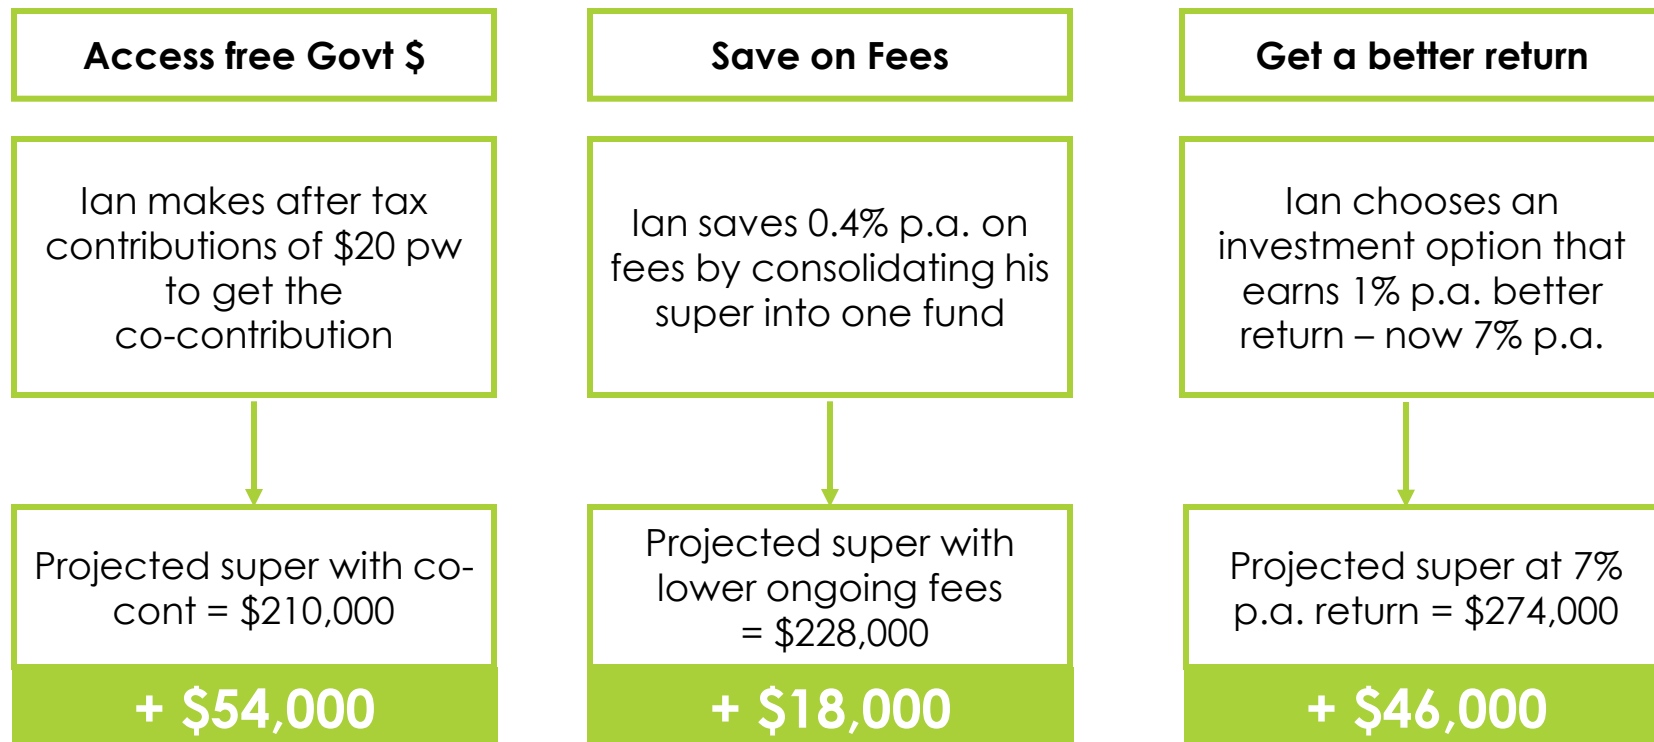 Access free Govt $
Save on Fees
Get a better return
Ian makes after tax
contributions of $20 pw
to get the
co-contribution
Ian saves 0.4% p.a. on
fees by consolidating his
super into one fund
Ian chooses an
investment option that
earns 1% p.a. better
return – now 7% p.a.
Projected super with co-
cont = $210,000
Projected super with
lower ongoing fees
= $228,000
Projected super at 7%
p.a. return = $274,000
+ $54,000
+ $18,000
+ $46,000